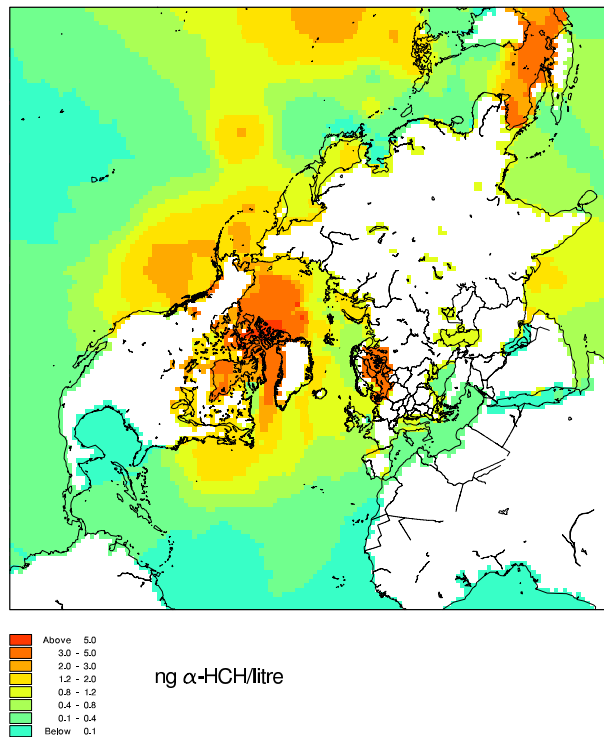 Above 5.0
3.0 - 5.0
2.0 - 3.0
1.2 - 2.0
0.8 - 1.2
0.4 - 0.8
0.1 - 0.4
Below 0.1
ng α-HCH/litre